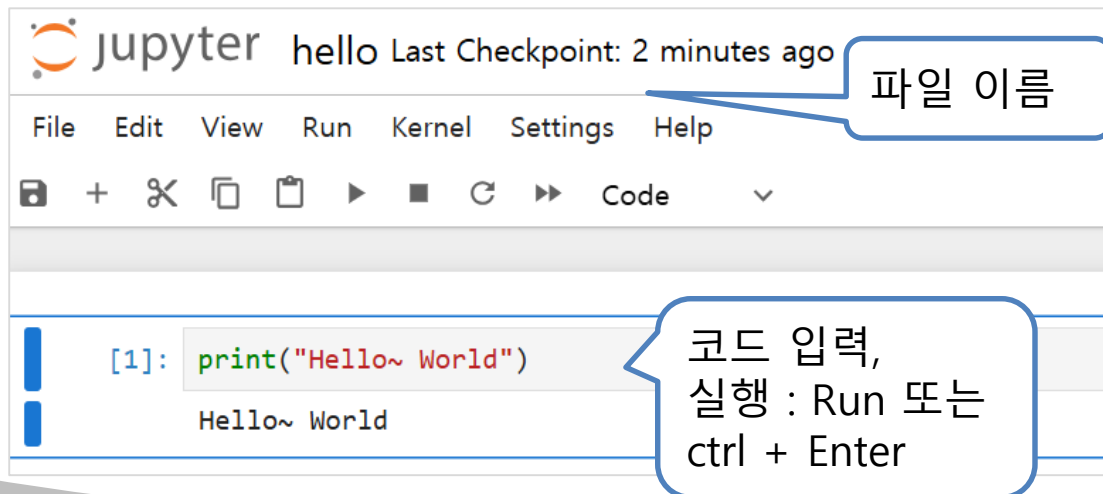 jupyter hello Last Checkpoint: 2 minutes ago
파일 이름
File Edit View Run Kernel Settings Help
Code
[1]: print("Hello~ World")
Hello~ World
코드 입력,
실행 : Run 또는
ctrl + Enter